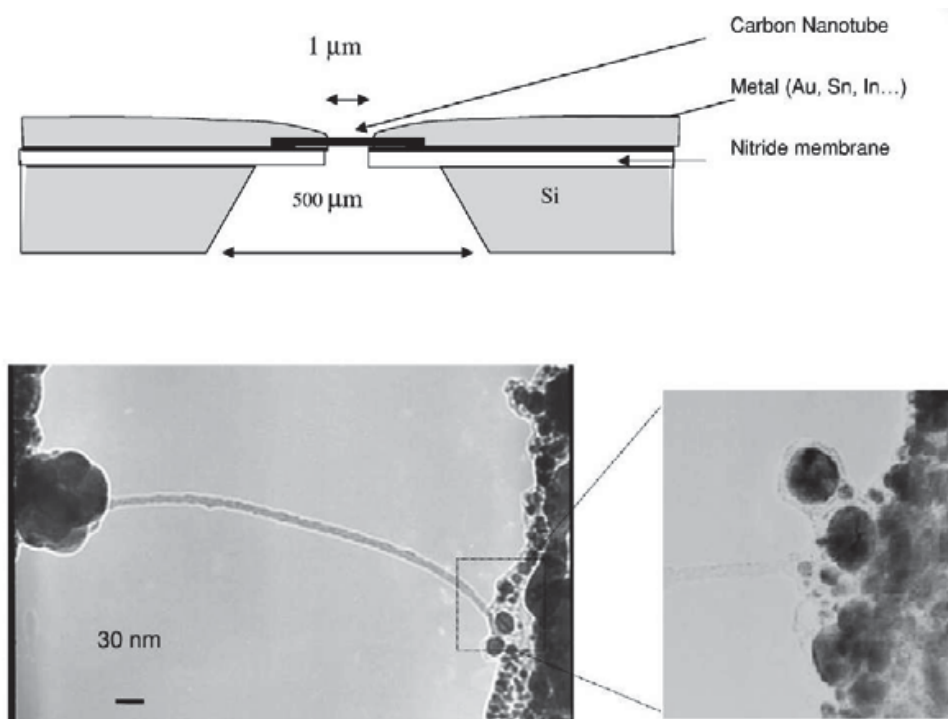 Carbon Nanotube
1 μm
Metal (Au, Sn, In...)
Nitride membrane
500 μm
Si
30 nm